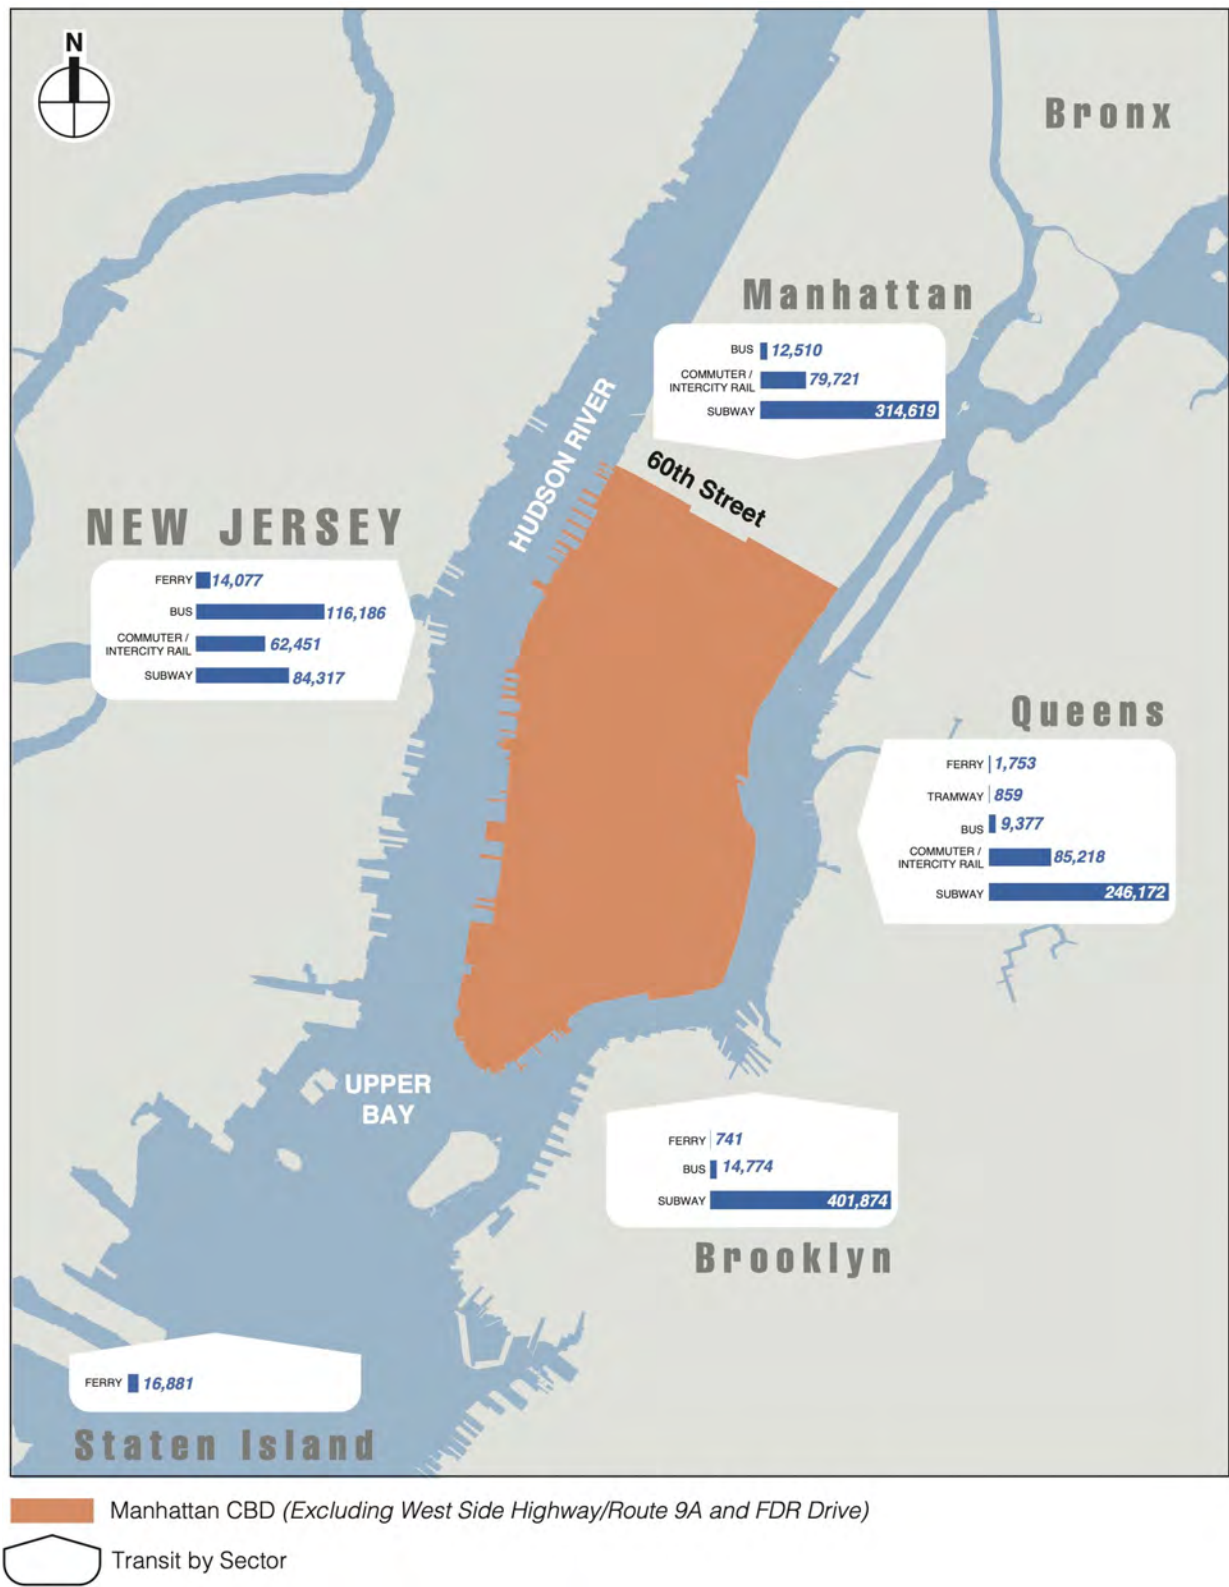 N
Bronx
Manhattan
BUS 12,510
COMMUTER /
INTERCITY RAIL 79,721
SUBWAY 314,619
HUDSON RIVER
60th Street
NEW JERSEY
FERRY 14,077
BUS 116,186
COMMUTER /
INTERCITY RAIL 62,451
SUBWAY 84,317
Queens
FERRY 1,753
TRAMWAY 859
BUS 9,377
COMMUTER /
INTERCITY RAIL 85,218
SUBWAY 246,172
UPPER
BAY
FERRY 741
BUS 14,774
SUBWAY 401,874
Brooklyn
FERRY 16,881
Staten Island
Manhattan CBD (Excluding West Side Highway/Route 9A and FDR Drive)
Transit by Sector